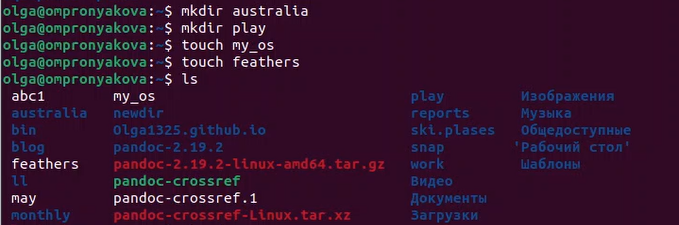 olga@ompronyakova:~$ mkdir australia
olga@ompronyakova:~$ mkdir play
olga@ompronyakova:~$ touch my_os
olga@ompronyakova:~$ touch feathers
olga@ompronyakova:~$ ls
abc1 my_os play Изображения
australia newdir reports Музыка
bin Olga1325.github.io ski.plases Общедоступные
blog pandoc-2.19.2 snap 'Рабочий стол'
feathers pandoc-2.19.2-linux-amd64.tar.gz work Шаблоны
ll pandoc-crossref Видео
may pandoc-crossref.1 Документы
monthly pandoc-crossref-Linux.tar.xz Загрузки